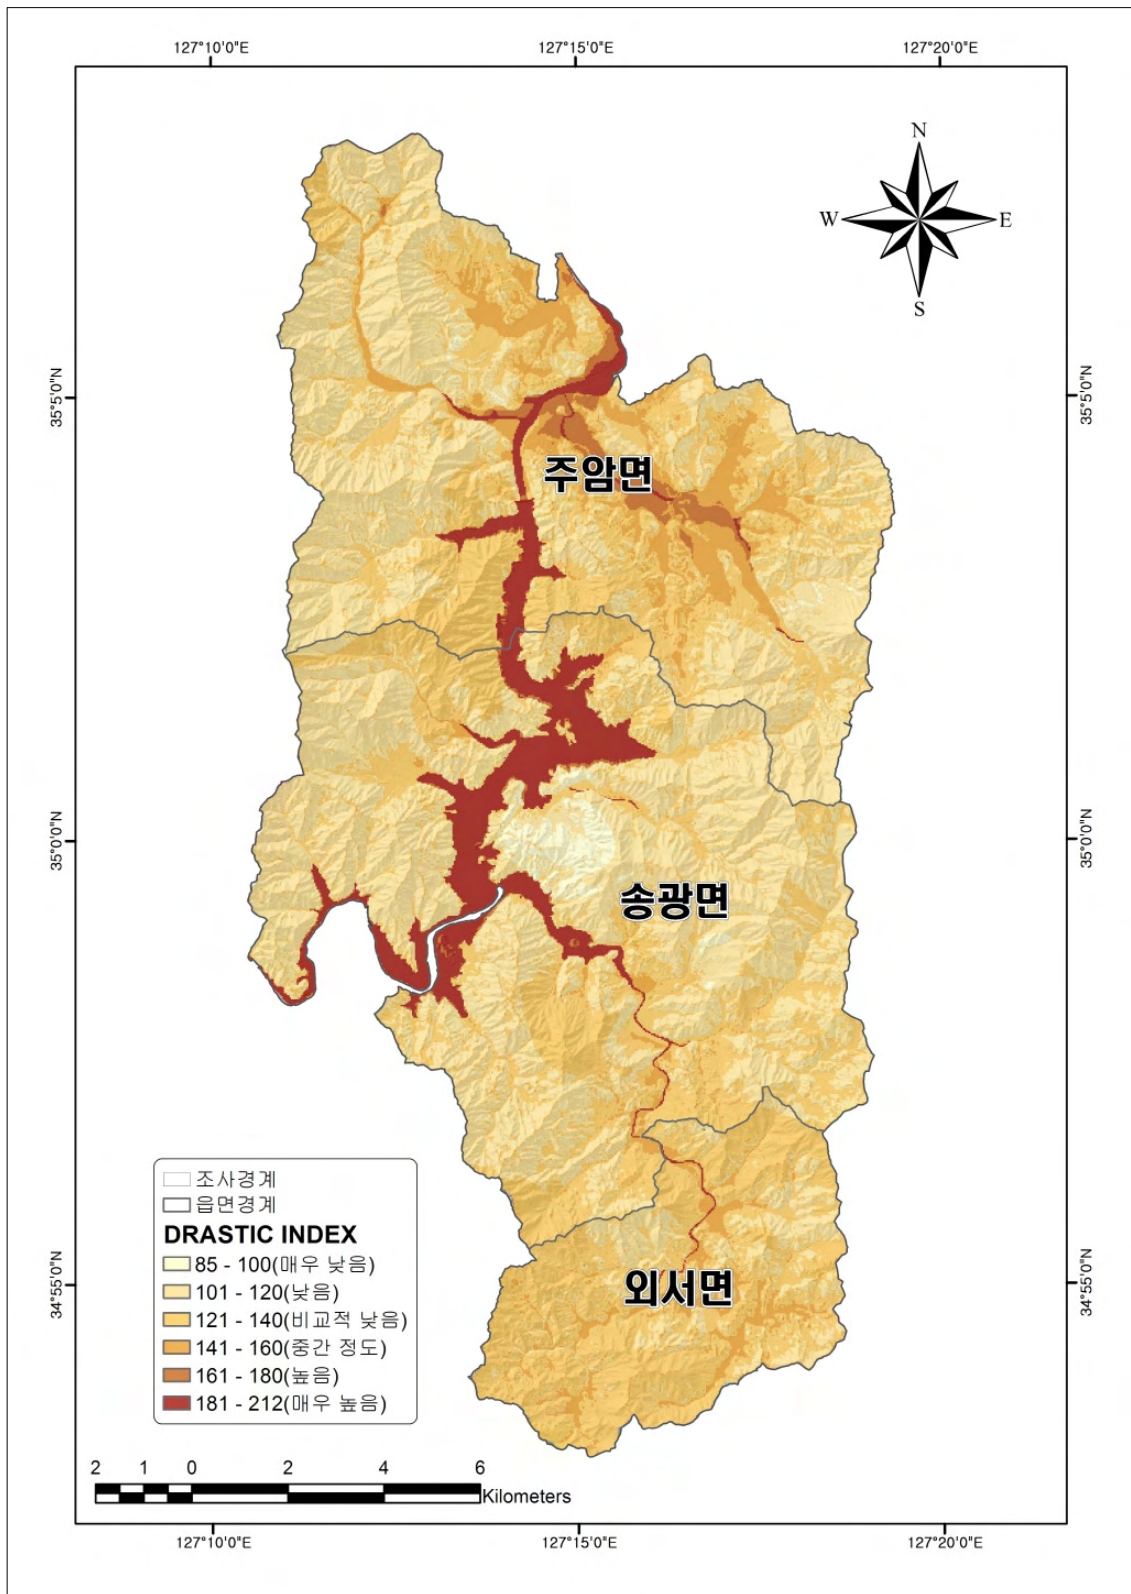 127°10'0"E 127°15'0"E 127°20'0"E
N
W E
S
35°5'0"N 35°5'0"N
주암면
35°0'0"N 35°0'0"N
송광면
조사경계
읍면경계
DRASTIC INDEX
85 - 100(매우 낮음)
101 - 120(낮음)
121 - 140(비교적 낮음)
141 - 160(중간 정도)
161 - 180(높음)
181 - 212(매우 높음)
34°55'0"N 34°55'0"N
외서면
2 1 0 2 4 6
Kilometers
127°10'0"E 127°15'0"E 127°20'0"E